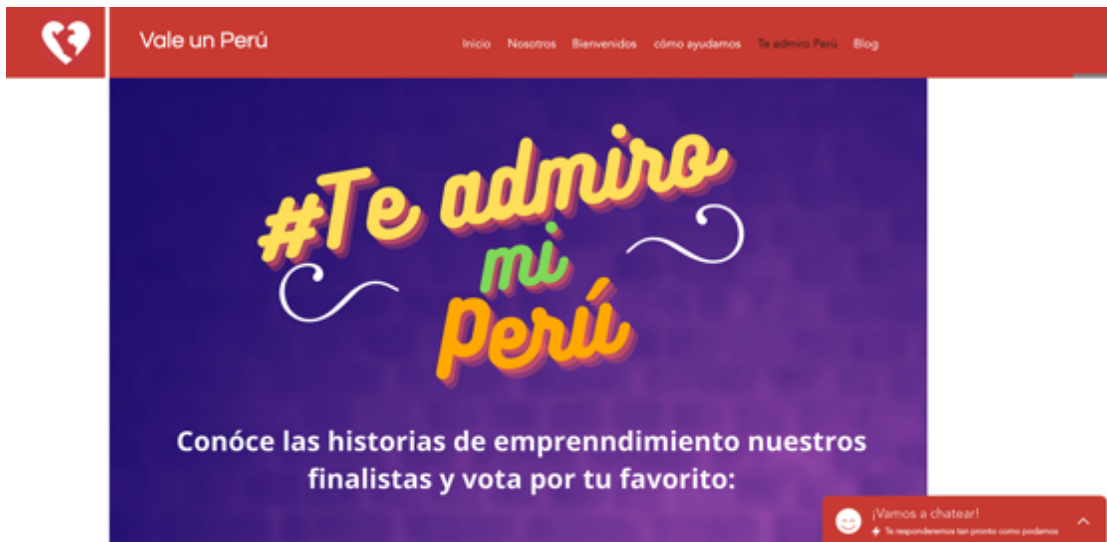 Vale un Perú
Inicio Nosotros Bienvenidos cómo ayudamos Te admiro Perú Blog
#Te admiro
mi
Perú
Conóce las historias de emprenndimiento nuestros
finalistas y vota por tu favorito:
¡Vamos a chatear!
Te responderemos tan pronto como podamos